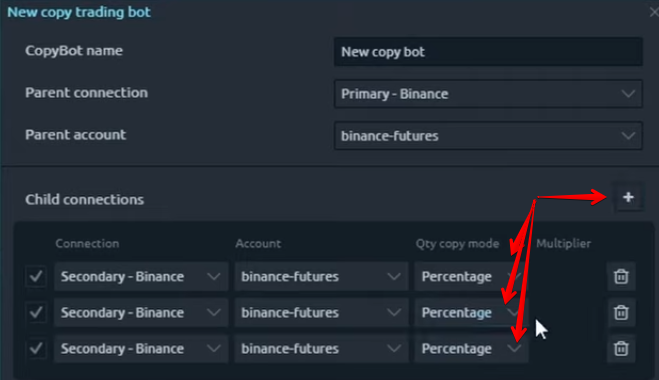 New copy trading bot
CopyBot name New copy bot
Parent connection Primary - Binance
Parent account binance-futures
Child connections +
Connection Account Qty copy mode Multiplier
Secondary - Binance binance-futures Percentage
Secondary - Binance binance-futures Percentage
Secondary - Binance binance-futures Percentage